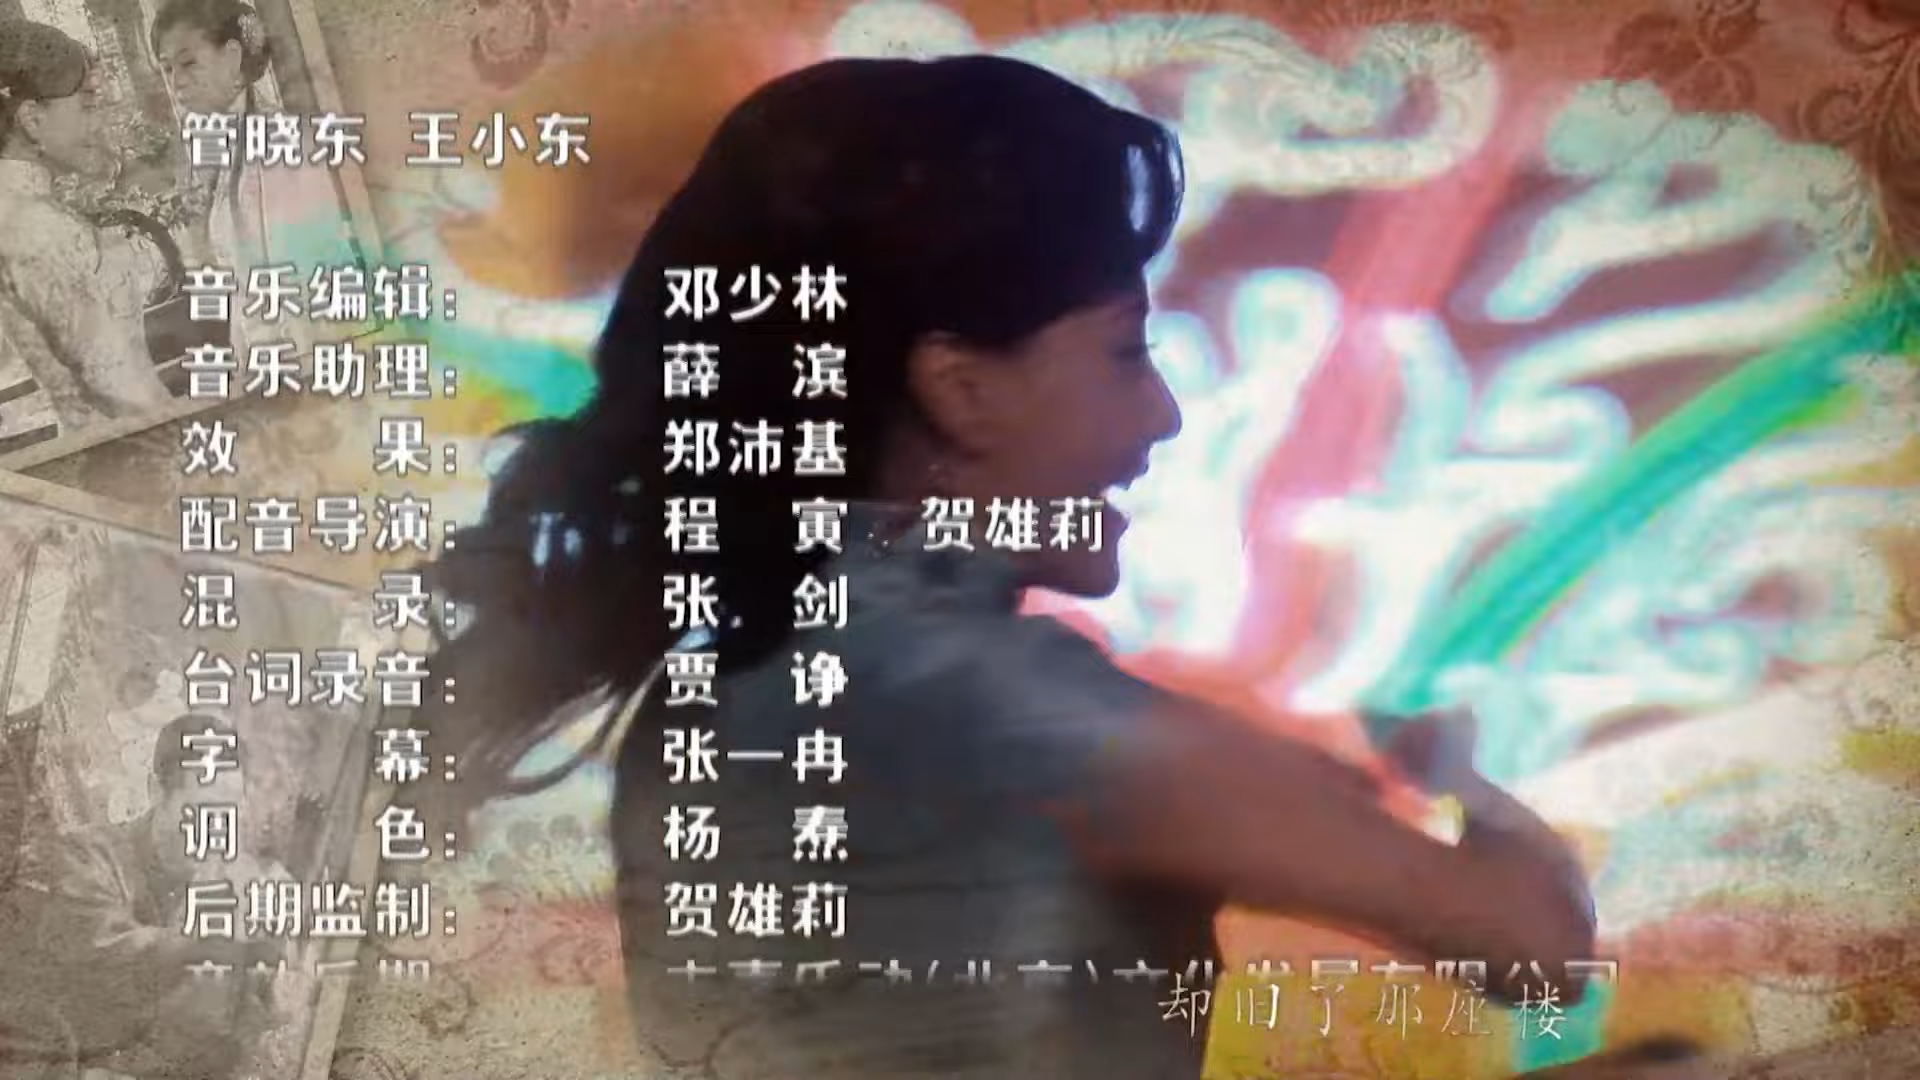 管晓东 王小东
音乐编辑： 邓少林
音乐助理： 薛 滨
效 果： 郑沛基
配音导演： 程 寅 贺雄莉
混 录： 张 剑
台词录音： 贾 诤
字 幕： 张一冉
调 色： 杨 焘
后期监制： 贺雄莉
却旧了那座楼